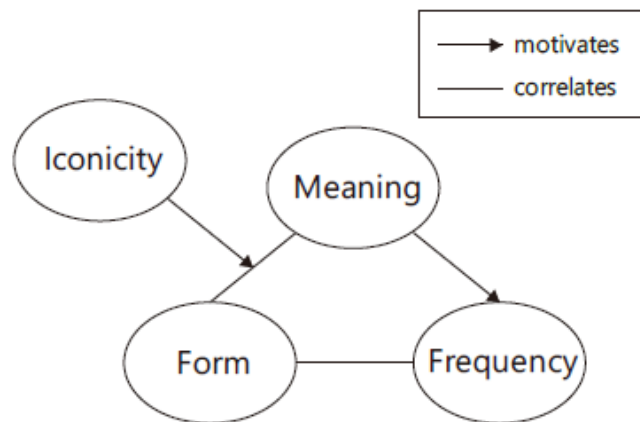 motivates
correlates
Iconicity
Meaning
Form
Frequency